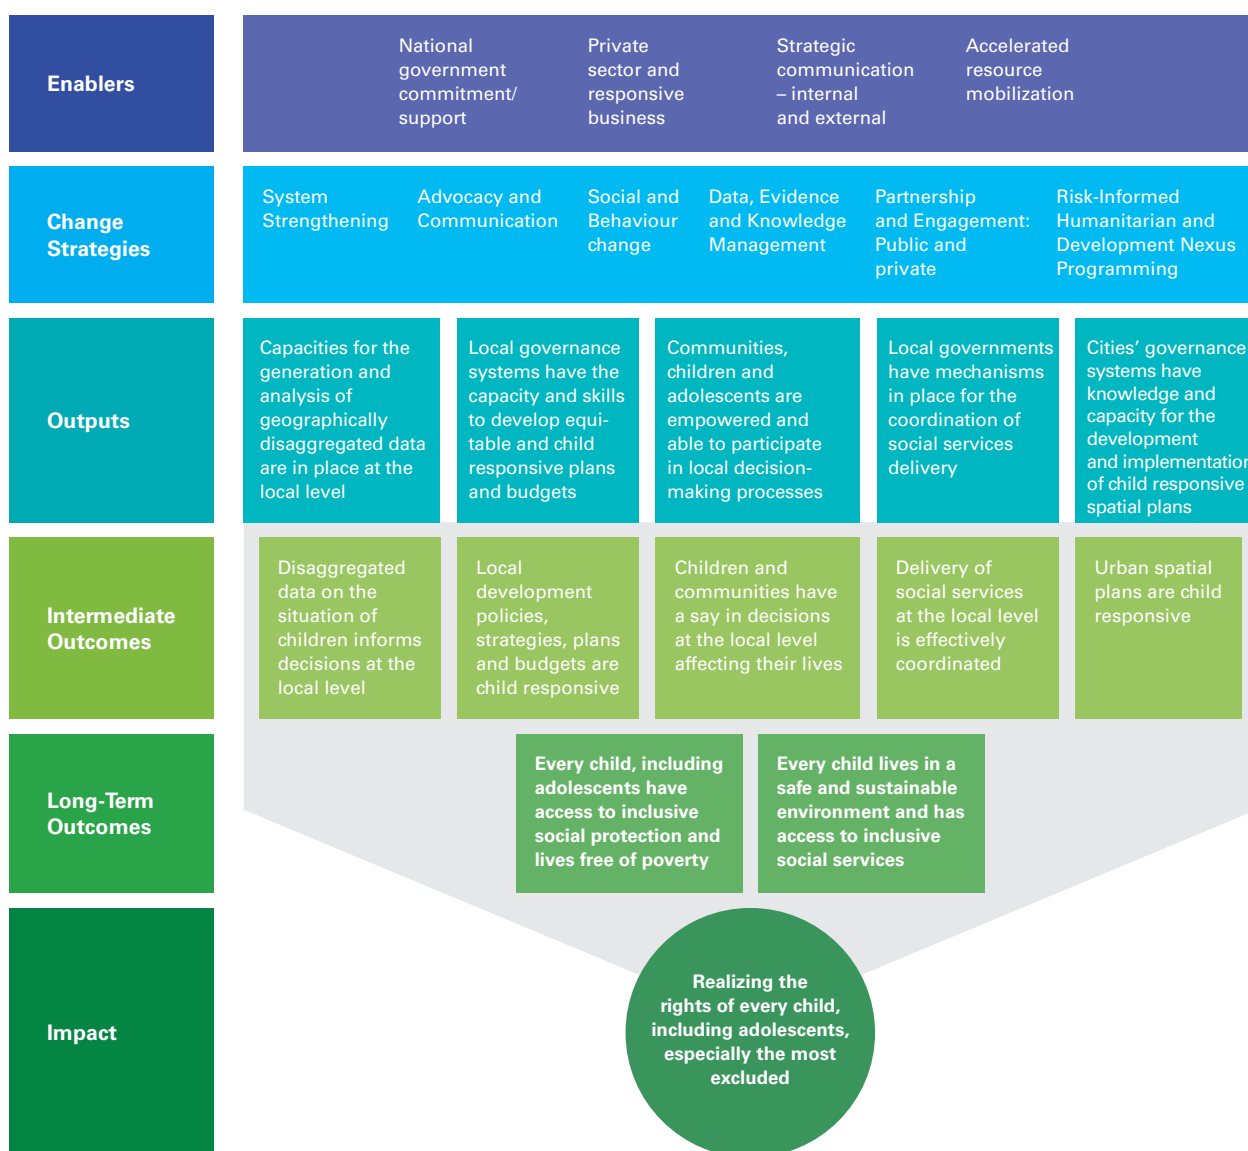 Enablers
National
government
commitment/
support
Private
sector and
responsive
business
Strategic
communication
– internal
and external
Accelerated
resource
mobilization
Change
Strategies
System
Strengthening
Advocacy and
Communication
Social and
Behaviour
change
Data, Evidence
and Knowledge
Management
Partnership
and Engagement:
Public and
private
Risk-Informed
Humanitarian and
Development Nexus
Programming
Outputs
Capacities for the
generation and
analysis of
geographically
disaggregated data
are in place at the
local level
Local governance
systems have the
capacity and skills
to develop equi-
table and child
responsive plans
and budgets
Communities,
children and
adolescents are
empowered and
able to participate
in local decision-
making processes
Local governments
have mechanisms
in place for the
coordination of
social services
delivery
Cities’ governance
systems have
knowledge and
capacity for the
development
and implementation
of child responsive
spatial plans
Intermediate
Outcomes
Disaggregated
data on the
situation of
children informs
decisions at the
local level
Local
development
policies,
strategies, plans
and budgets are
child responsive
Children and
communities have
a say in decisions
at the local level
affecting their lives
Delivery of
social services
at the local level
is effectively
coordinated
Urban spatial
plans are child
responsive
Long-Term
Outcomes
Every child, including
adolescents have
access to inclusive
social protection and
lives free of poverty
Every child lives in a
safe and sustainable
environment and has
access to inclusive
social services
Impact
Realizing the
rights of every child,
including adolescents,
especially the most
excluded